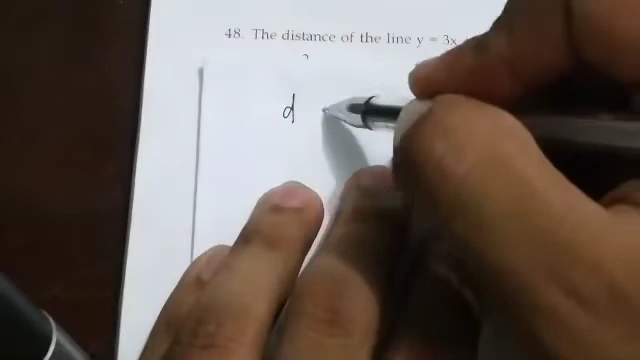 48. The distance of the line y = 3x
d